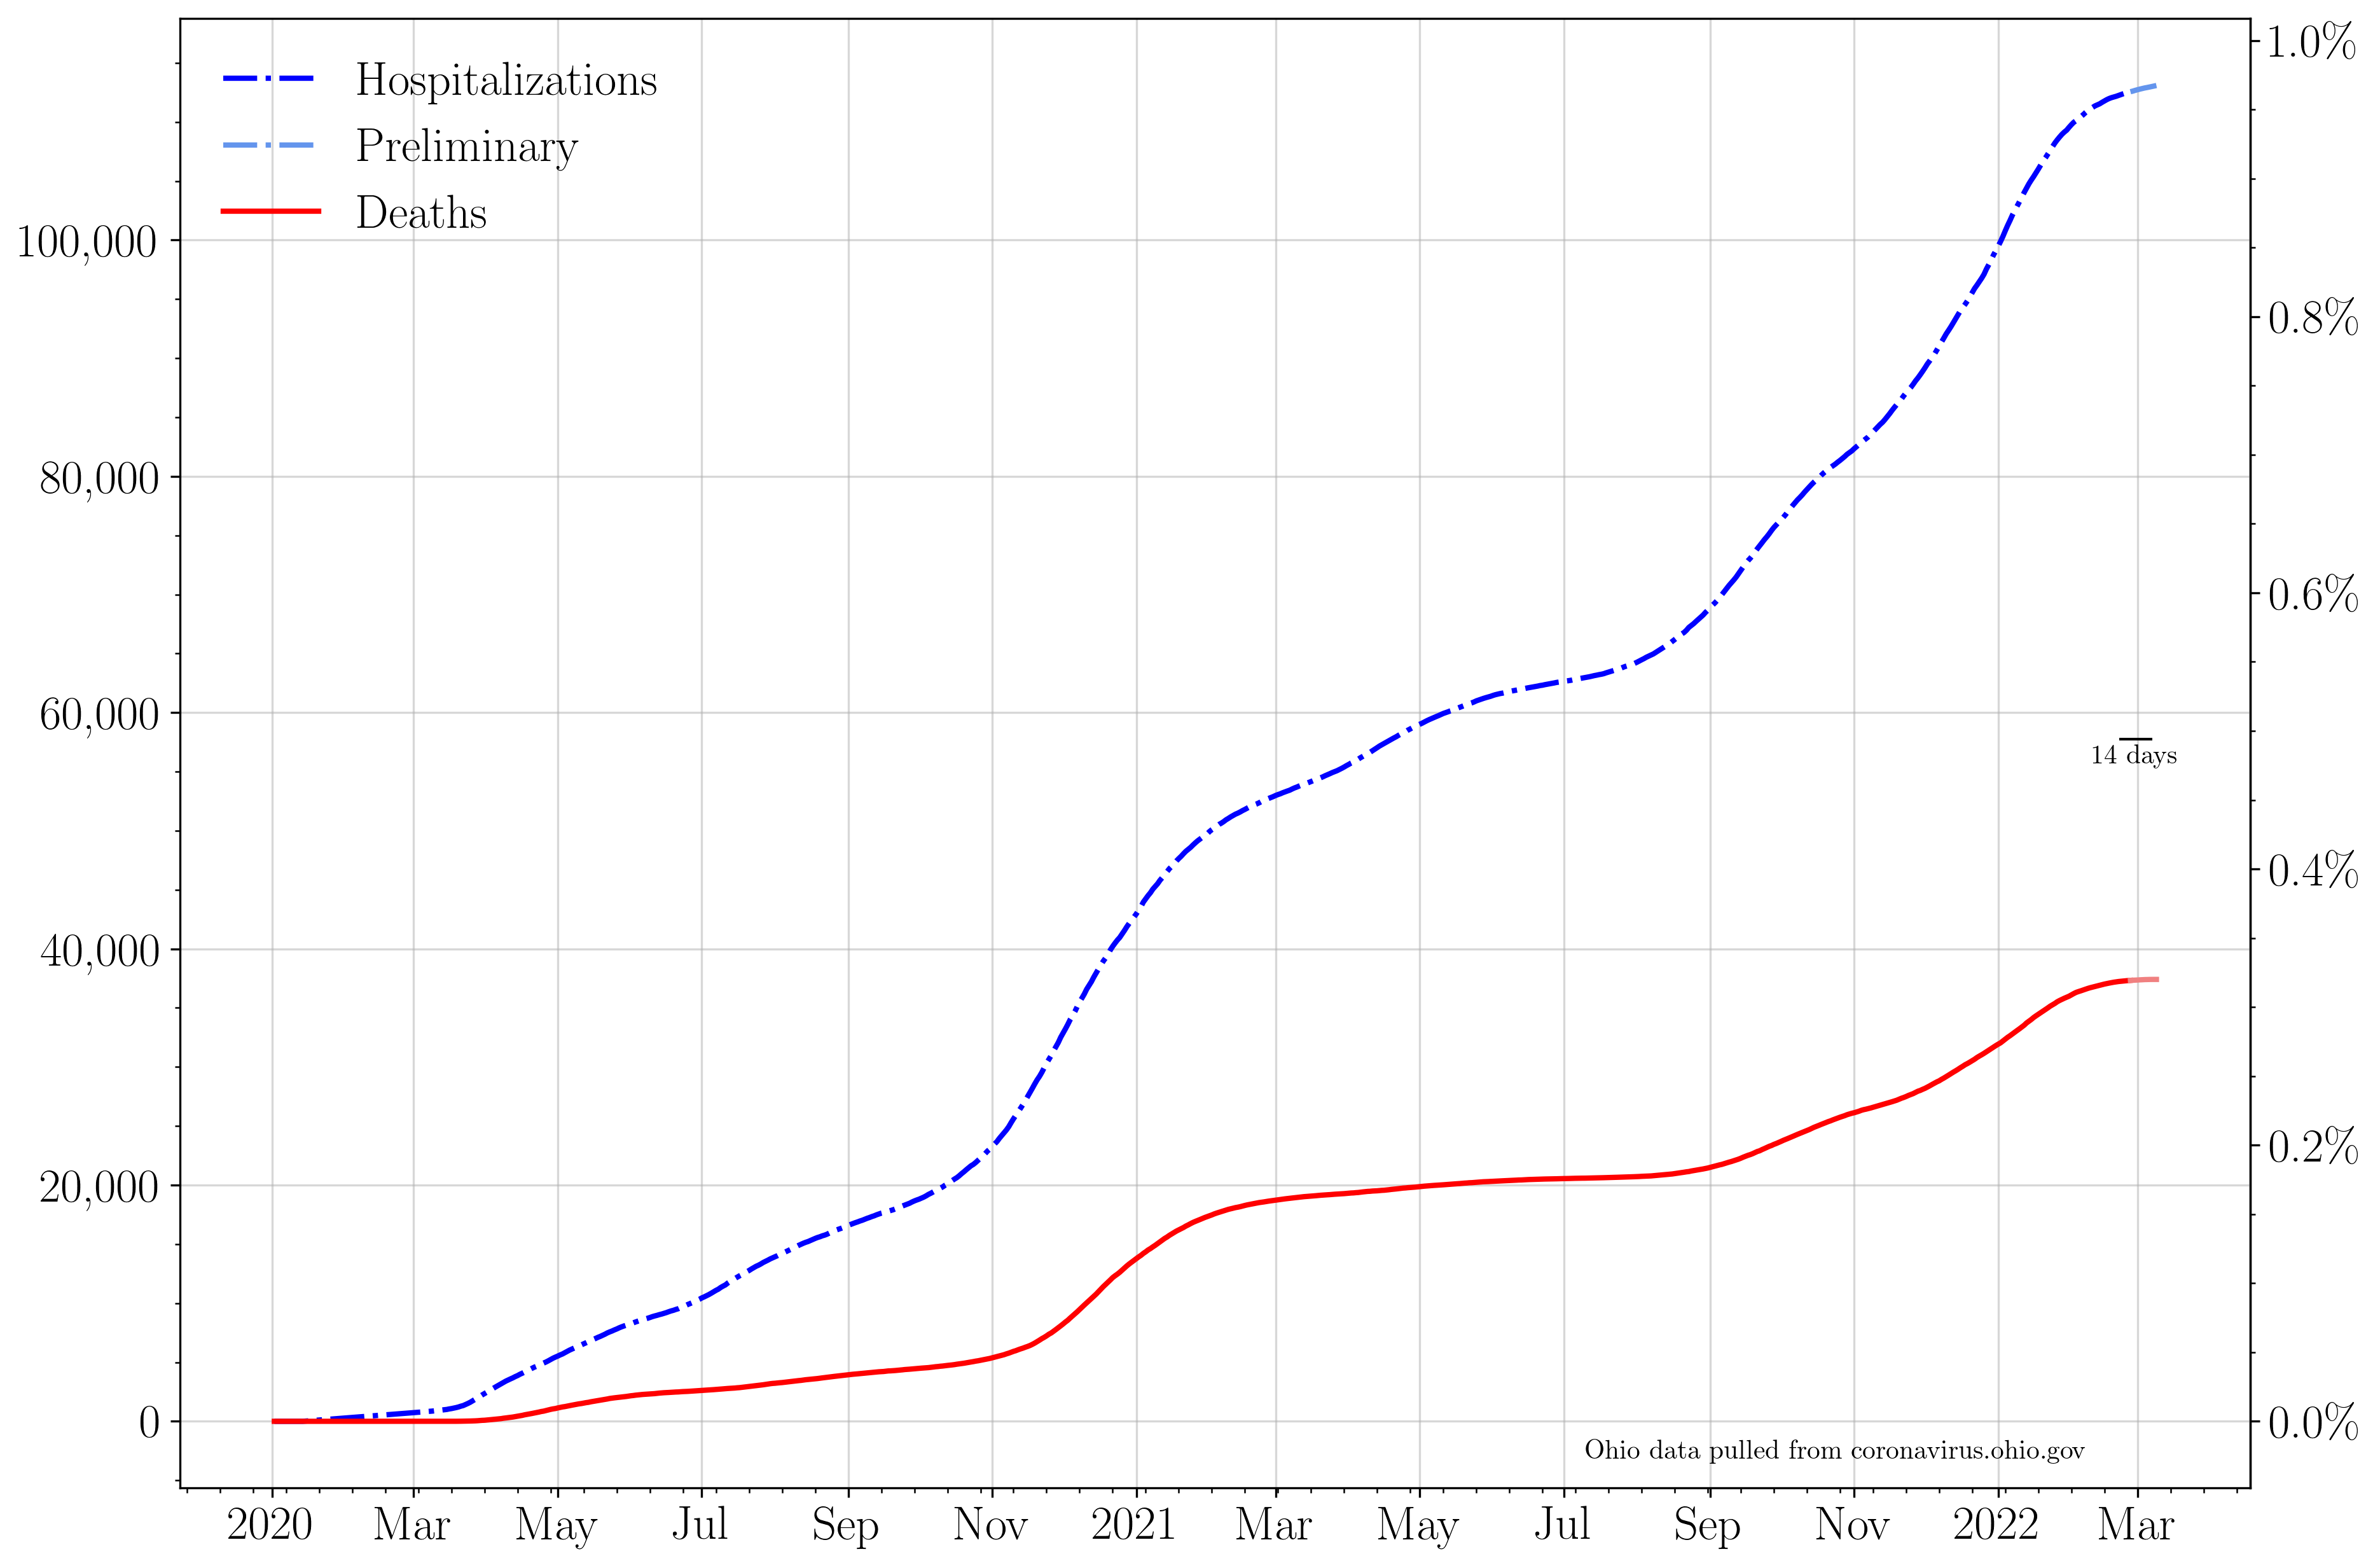 Hospitalizations
Preliminary
Deaths
100,000
80,000
60,000
40,000
20,000
0
1.0%
0.8%
0.6%
0.4%
0.2%
0.0%
14 days
Ohio data pulled from coronavirus.ohio.gov
2020 Mar May Jul Sep Nov 2021 Mar May Jul Sep Nov 2022 Mar